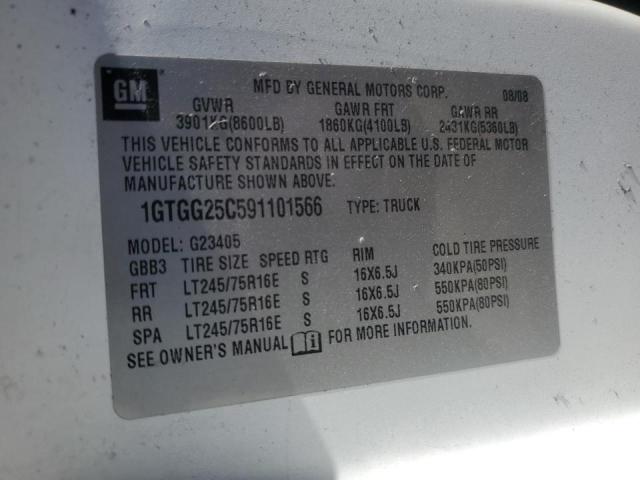 GM
MFD BY GENERAL MOTORS CORP. 08/08
GVWR GAWR FRT GAWR RR
3901KG(8600LB) 1860KG(4100LB) 2431KG(5360LB)
THIS VEHICLE CONFORMS TO ALL APPLICABLE U.S. FEDERAL MOTOR
VEHICLE SAFETY STANDARDS IN EFFECT ON THE DATE OF
MANUFACTURE SHOWN ABOVE.
1GTGG25C591101566 TYPE: TRUCK
MODEL: G23405
GBB3 TIRE SIZE SPEED RTG RIM COLD TIRE PRESSURE
FRT LT245/75R16E S 16X6.5J 340KPA(50PSI)
RR LT245/75R16E S 16X6.5J 550KPA(80PSI)
SPA LT245/75R16E S 16X6.5J 550KPA(80PSI)
SEE OWNER'S MANUAL i FOR MORE INFORMATION.